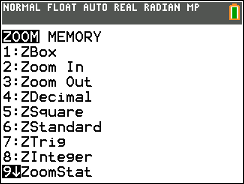 NORMAL FLOAT AUTO REAL RADIAN MP
ZOOM MEMORY
1:ZBox
2:Zoom In
3:Zoom Out
4:ZDecimal
5:ZSquare
6:ZStandard
7:ZTrig
8:ZInteger
9↓ZoomStat